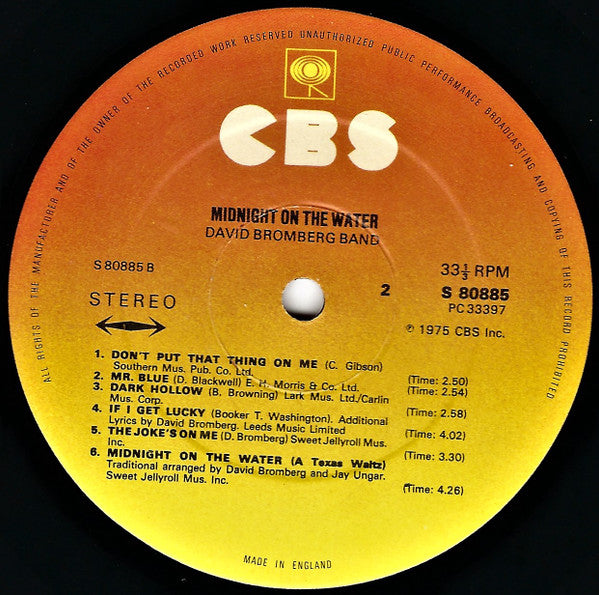 ALL RIGHTS OF THE MANUFACTURER AND OF THE OWNER OF THE RECORDED WORK RESERVED UNAUTHORIZED PUBLIC PERFORMANCE BROADCASTING AND COPYING OF THIS RECORD PROHIBITED
CBS
MIDNIGHT ON THE WATER
DAVID BROMBERG BAND
S 80885 B
STEREO
33⅓ RPM
2
S 80885
PC 33397
℗ 1975 CBS Inc.
1. DON'T PUT THAT THING ON ME (C. Gibson)
Southern Mus. Pub. Co. Ltd. (Time: 2.50)
2. MR. BLUE (D. Blackwell) E. H. Morris & Co. Ltd. (Time: 2.54)
3. DARK HOLLOW (B. Browning) Lark Mus. Ltd./Carlin
Mus. Corp. (Time: 2.58)
4. IF I GET LUCKY (Booker T. Washington). Additional
Lyrics by David Bromberg. Leeds Music Limited (Time: 4.02)
5. THE JOKE'S ON ME (D. Bromberg) Sweet Jellyroll Mus.
Inc. (Time: 3.30)
6. MIDNIGHT ON THE WATER (A Texas Waltz)
Traditional arranged by David Bromberg and Jay Ungar.
Sweet Jellyroll Mus. Inc. (Time: 4.26)
MADE IN ENGLAND